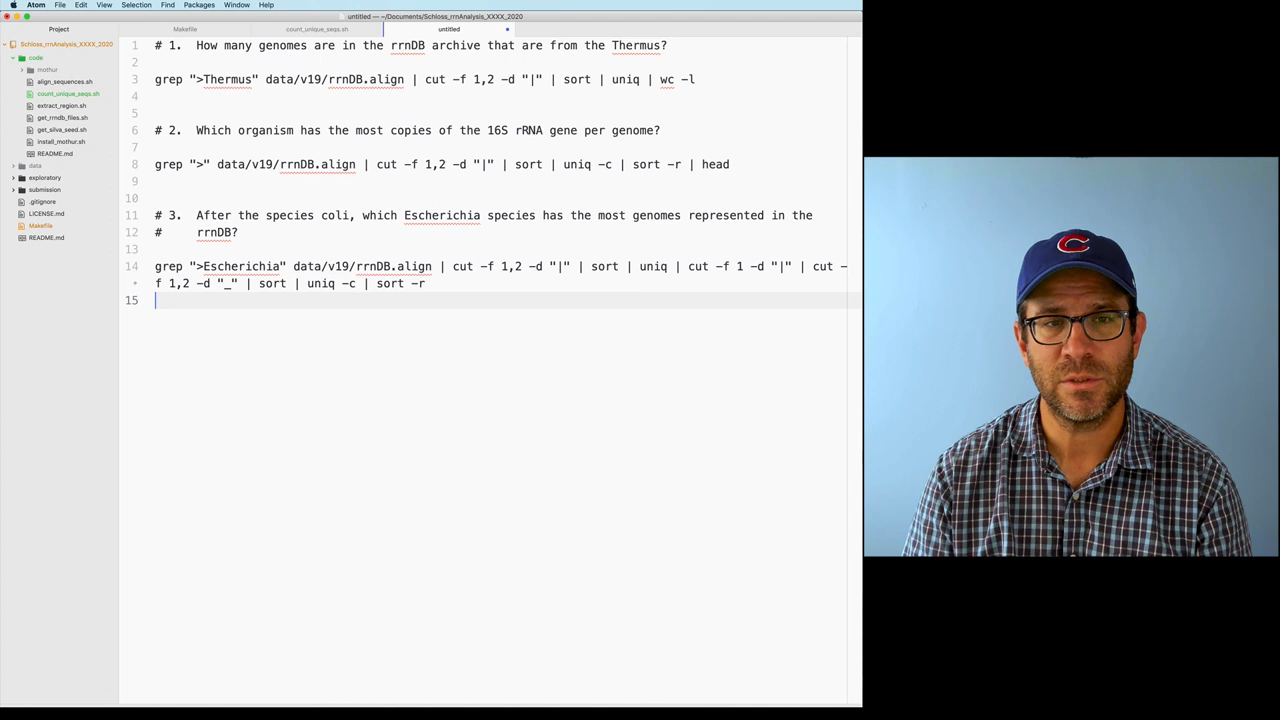 Atom File Edit View Selection Find Packages Window Help
untitled — ~/Documents/Schloss_rrnAnalysis_XXXX_2020
Project
Makefile
count_unique_seqs.sh
untitled
Schloss_rrnAnalysis_XXXX_2020
code
mothur
align_sequences.sh
count_unique_seqs.sh
extract_region.sh
get_rrndb_files.sh
get_silva_seed.sh
install_mothur.sh
README.md
data
exploratory
submission
.gitignore
LICENSE.md
Makefile
README.md
1 # 1.  How many genomes are in the rrnDB archive that are from the Thermus?
2
3 grep ">Thermus" data/v19/rrnDB.align | cut -f 1,2 -d "|" | sort | uniq | wc -l
4
5
6 # 2.  Which organism has the most copies of the 16S rRNA gene per genome?
7
8 grep ">" data/v19/rrnDB.align | cut -f 1,2 -d "|" | sort | uniq -c | sort -r | head
9
10
11 # 3.  After the species coli, which Escherichia species has the most genomes represented in the
12 #     rrnDB?
13
14 grep ">Escherichia" data/v19/rrnDB.align | cut -f 1,2 -d "|" | sort | uniq | cut -f 1 -d "|" | cut -
• f 1,2 -d "_" | sort | uniq -c | sort -r
15
C